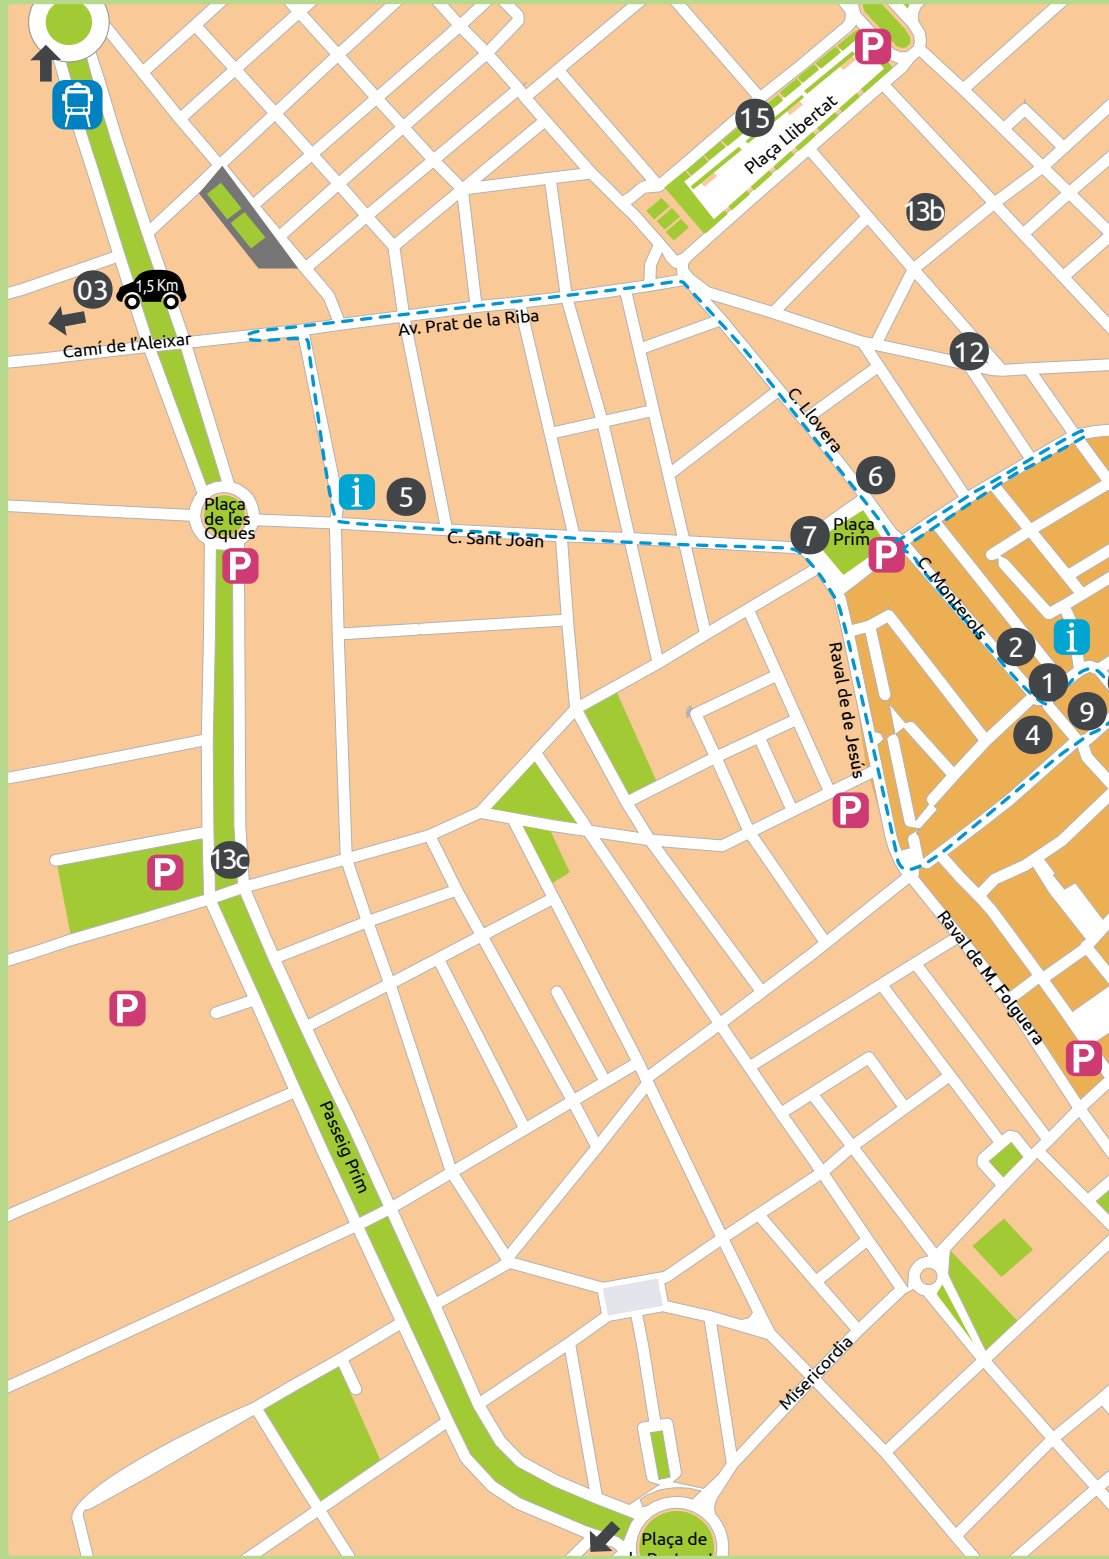 P
15
Plaça Llibertat
13b
03
1,5 Km
Camí de l'Aleixar
Av. Prat de la Riba
12
C. Llovera
6
i
5
Plaça
de les
Oques
P
C. Sant Joan
7
Plaça
Prim
P
C. Monterols
i
2
1
9
4
Raval de de Jesús
P
13c
P
P
Raval de M. Folguera
P
Passeig Prim
Misericordia
Plaça de